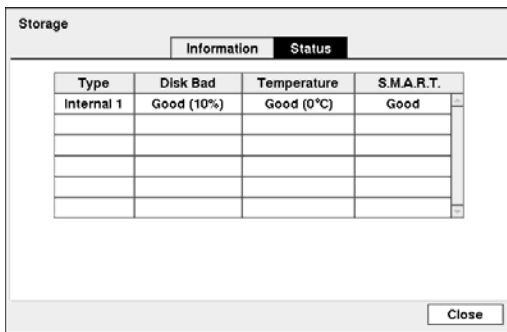 Storage
Information Status
Type Disk Bad Temperature S.M.A.R.T.
Internal 1 Good (10%) Good (0°C) Good
Close